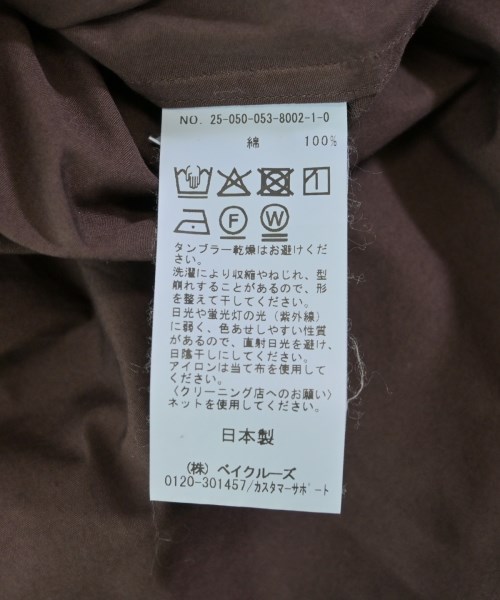 NO. 25-050-053-8002-1-0
綿 100%
F W
タンブラー乾燥はお避けくだ
さい。
洗濯により収縮やねじれ、型
崩れすることがあるので、形
を整えて干してください。
日光や蛍光灯の光（紫外線）
に弱く、色あせしやすい性質
があるので、直射日光を避け、
日陰干しにしてください。
アイロンは当て布を使用して
ください。
〈クリーニング店へのお願い〉
ネットを使用してください。
日本製
（株）ベイクルーズ
0120-301457/カスタマーサポート